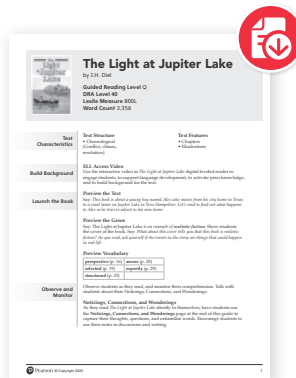 The Light at Jupiter Lake
by J.H. Diel
Guided Reading Level Q
DRA Level 40
Lexile Measure 800L
Word Count 3,356
The Light
at Jupiter
Lake
Text
Characteristics
Text Structure
• Chronological
(Conflict, climax,
resolution)
Text Features
• Chapters
• Illustrations
Build Background
ELL Access Video
Use the interactive video in The Light at Jupiter Lake digital leveled reader to
engage students, to support language development, to activate prior knowledge,
and to build background for the text.
Launch the Book
Preview the Text
Say: This book is about a young boy named Alex who moves from his city home in Texas
to a rural home on Jupiter Lake in New Hampshire. Let's need to find out what happens
to Alex as he tries to adjust to his new home.
Preview the Genre
Say: The Light at Jupiter Lake is an example of realistic fiction. Show students
the cover of the book. Say: What about this cover tells you that this book is realistic
fiction? As you read, ask yourself if the events in the story are things that could happen
in real life.
Preview Vocabulary
perspective (p. 16) access (p. 28)
selected (p. 19) expertly (p. 29)
structured (p. 25)
Observe and
Monitor
Observe students as they read, and monitor their comprehension. Talk with
students about their Noticings, Connections, and Wonderings.
Noticings, Connections, and Wonderings
As they read The Light at Jupiter Lake silently to themselves, have students use
the Noticings, Connections, and Wonderings page at the end of this guide to
capture their thoughts, questions, and unfamiliar words. Encourage students to
use their notes in discussions and writing.
Pearson © Copyright 2020
1